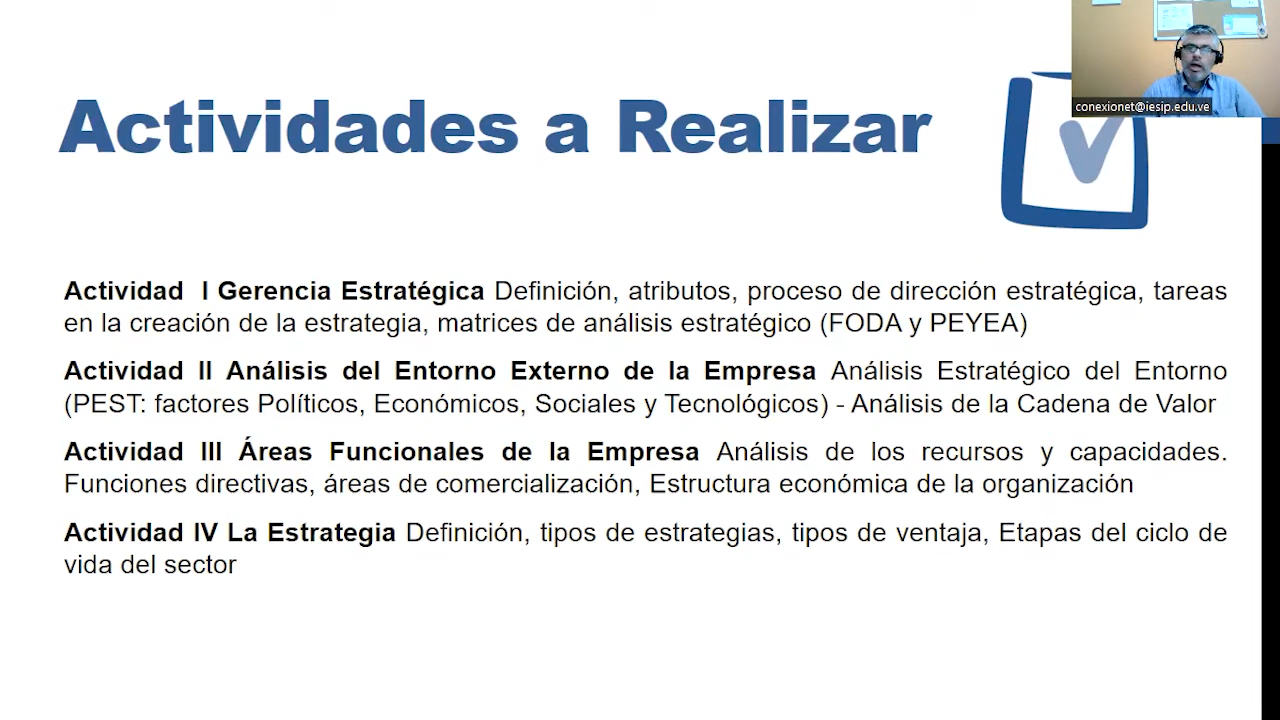 conexionet@iesip.edu.ve
Actividades a Realizar
Actividad I Gerencia Estratégica Definición, atributos, proceso de dirección estratégica, tareas
en la creación de la estrategia, matrices de análisis estratégico (FODA y PEYEA)
Actividad II Análisis del Entorno Externo de la Empresa Análisis Estratégico del Entorno
(PEST: factores Políticos, Económicos, Sociales y Tecnológicos) - Análisis de la Cadena de Valor
Actividad III Áreas Funcionales de la Empresa Análisis de los recursos y capacidades.
Funciones directivas, áreas de comercialización, Estructura económica de la organización
Actividad IV La Estrategia Definición, tipos de estrategias, tipos de ventaja, Etapas del ciclo de
vida del sector